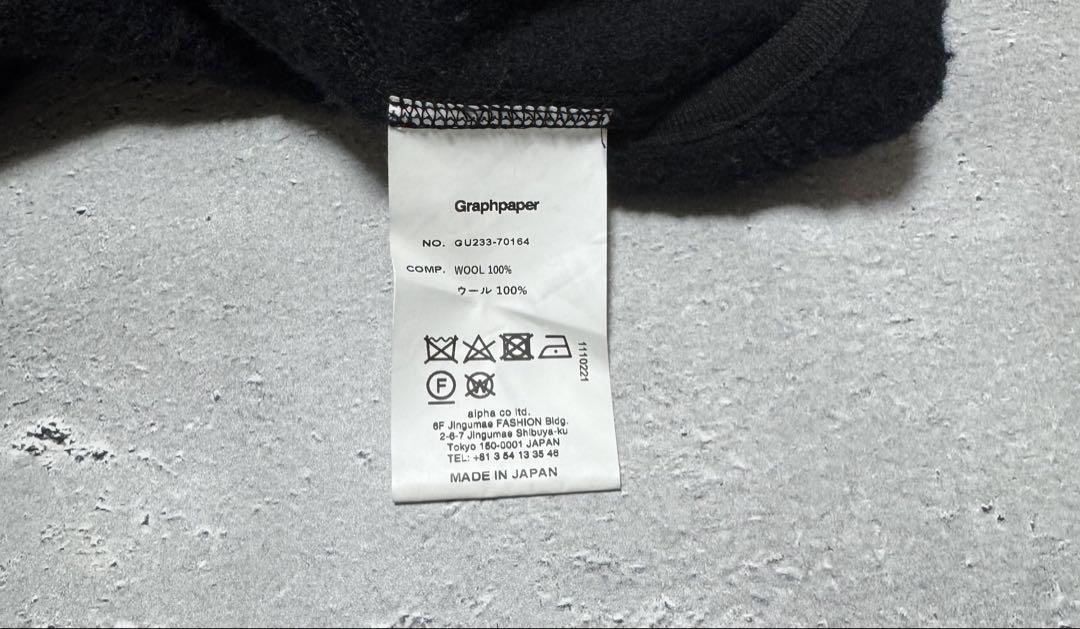 Graphpaper
NO. GU233-70164
COMP. WOOL 100%
ウール 100%
1110221
F
W
alpha co ltd.
6F Jingumae FASHION Bldg.
2-6-7 Jingumae Shibuya-ku
Tokyo 150-0001 JAPAN
TEL: +81 3 54 13 35 48
MADE IN JAPAN